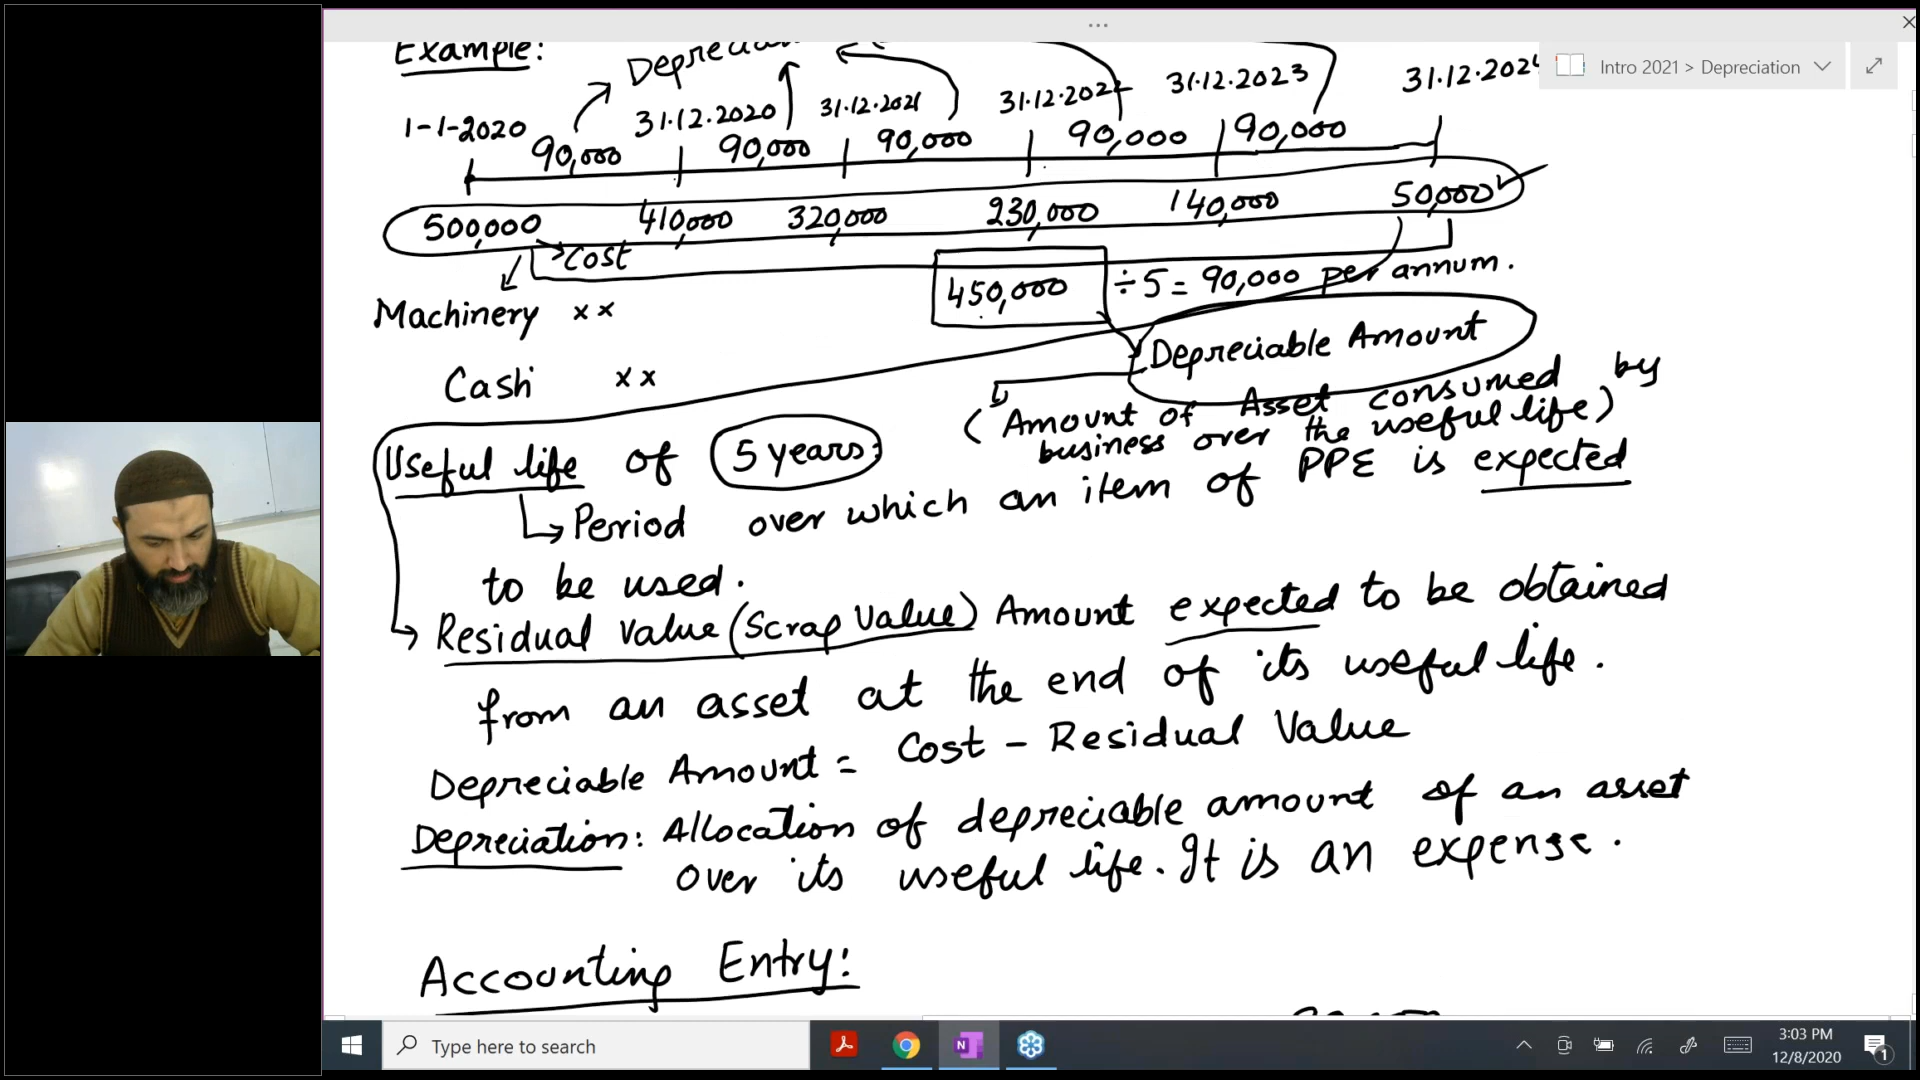 ...
Example:
Intro 2021 > Depreciation
1-1-2020 31.12.2020 31.12.2021 31.12.2022 31.12.2023
90,000 90,000 90,000 90,000 90,000
500,000 410,000 320,000 230,000 140,000 50,000
Cost
450,000 ÷ 5 = 90,000 per annum.
Machinery xx
Depreciable Amount
Cash xx
(Amount of Asset consumed by
business over the useful life)
Useful life of 5 years:
Period over which an item of PPE is expected
to be used.
Residual Value (Scrap Value) Amount expected to be obtained
from an asset at the end of its useful life.
Depreciable Amount = Cost - Residual Value
Depreciation: Allocation of depreciable amount of an asset
over its useful life. It is an expense.
Accounting Entry:
Type here to search
3:03 PM
12/8/2020
1